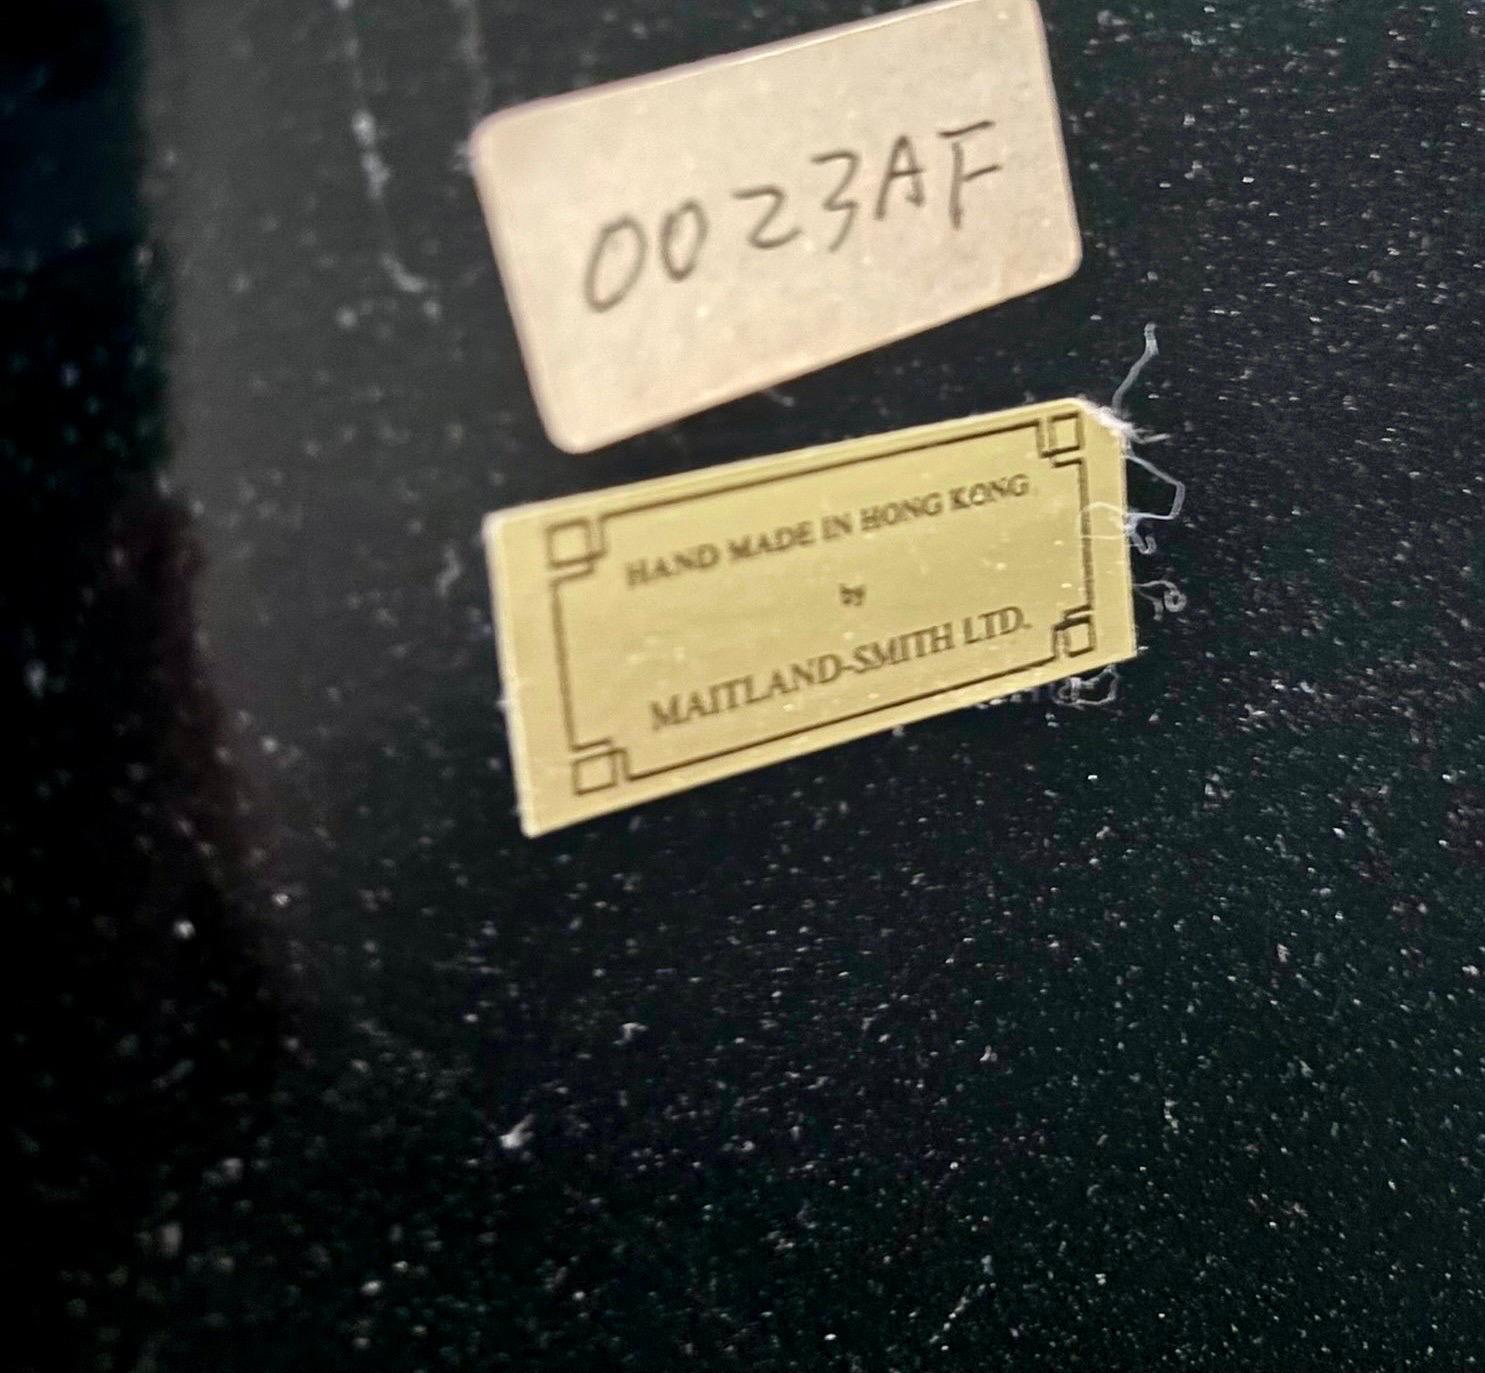 0023AF
HAND MADE IN HONG KONG
by
MAITLAND-SMITH LTD.